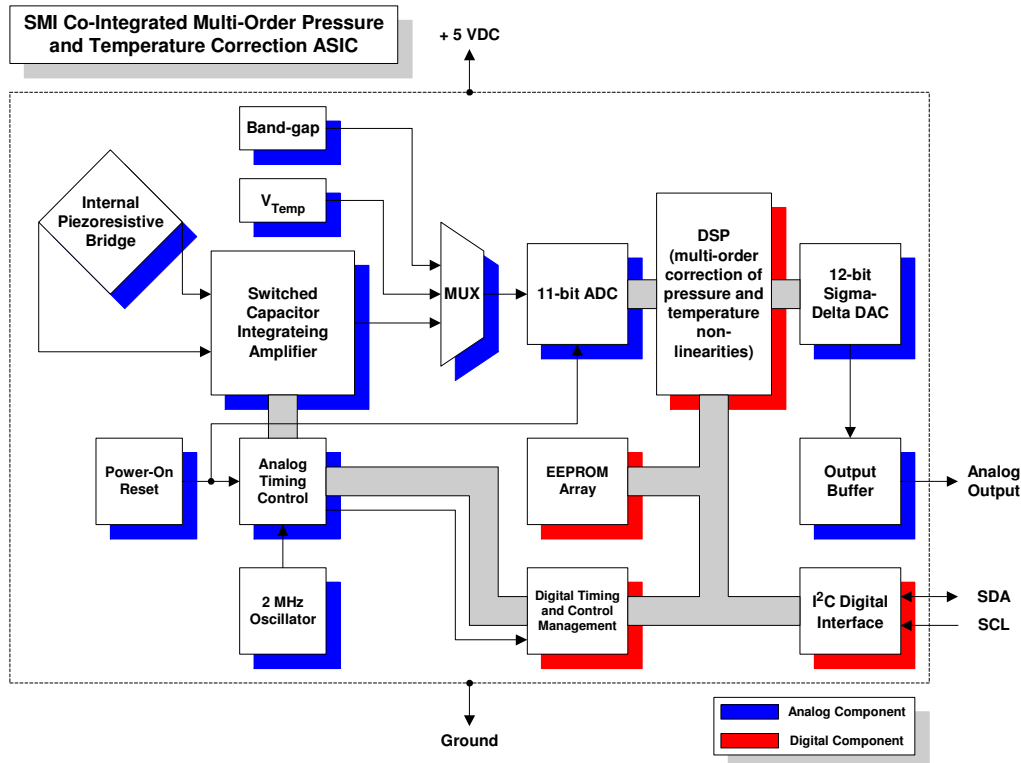 SMI Co-Integrated Multi-Order Pressure
and Temperature Correction ASIC
+ 5 VDC
Band-gap
V Temp
Internal
Piezoresistive
Bridge
Switched
Capacitor
Integrateing
Amplifier
MUX
11-bit ADC
DSP
(multi-order
correction of
pressure and
temperature
non-
linearities)
12-bit
Sigma-
Delta DAC
Power-On
Reset
Analog
Timing
Control
EEPROM
Array
Output
Buffer
Analog
Output
2 MHz
Oscillator
Digital Timing
and Control
Management
I²C Digital
Interface
SDA
SCL
Ground
Analog Component
Digital Component